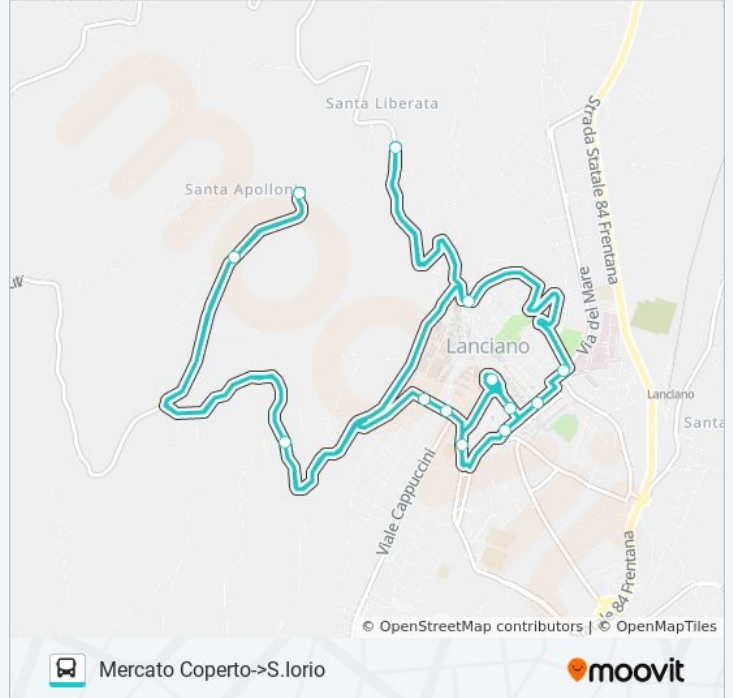 Santa Liberata
Strada Statale 84 Frentana
Santa Apolloni
Via del Mare
Lanciano
Lanciano
Santa
Viale Cappuccini
84 Frentana
© OpenStreetMap contributors | © OpenMapTiles
Mercato Coperto->S.Iorio
moovit